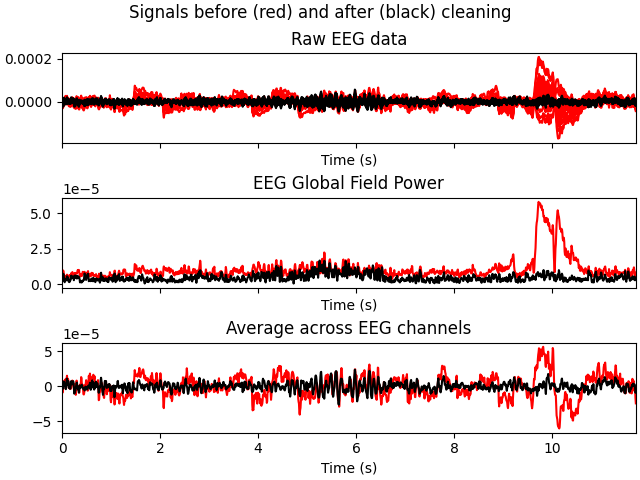 Signals before (red) and after (black) cleaning
Raw EEG data
0.0002
0.0000
Time (s)
EEG Global Field Power
1e−5
5.0
2.5
0.0
Time (s)
Average across EEG channels
1e−5
5
0
−5
0 2 4 6 8 10
Time (s)